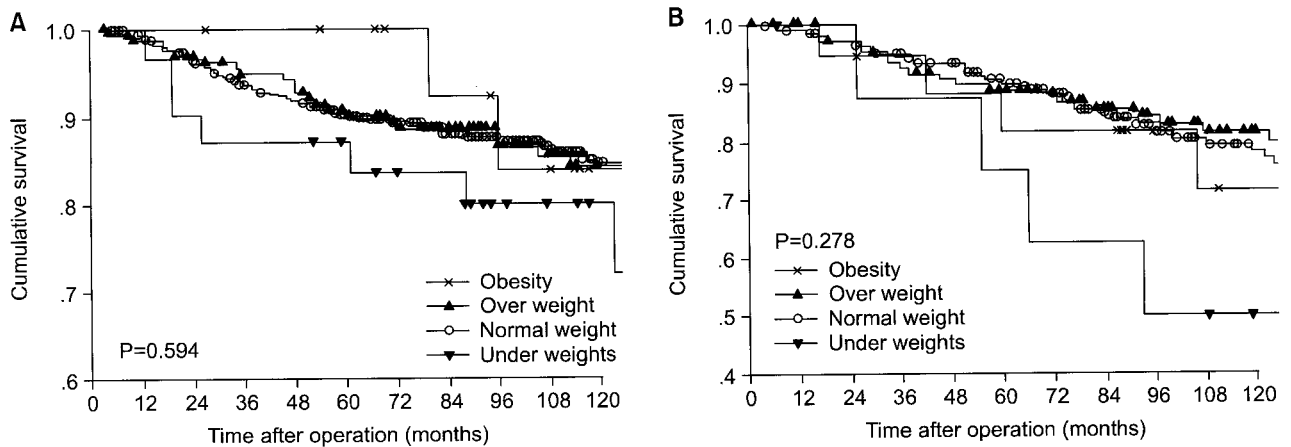 A
Cumulative survival
1.0
.9
.8
.7
.6
0 12 24 36 48 60 72 84 96 108 120
Time after operation (months)
P=0.594
Obesity
Over weight
Normal weight
Under weights
B
Cumulative survival
1.0
.9
.8
.7
.6
.5
.4
0 12 24 36 48 60 72 84 96 108 120
Time after operation (months)
P=0.278
Obesity
Over weight
Normal weight
Under weights